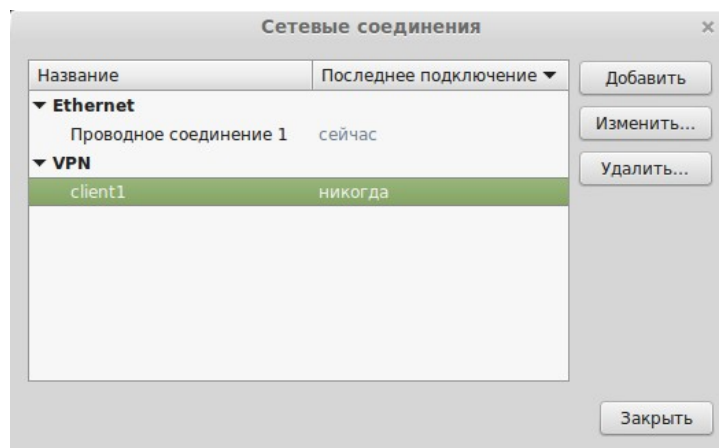 Сетевые соединения
Название Последнее подключение
Добавить
Ethernet
Проводное соединение 1 сейчас
Изменить...
VPN
Удалить...
client1 никогда
Закрыть